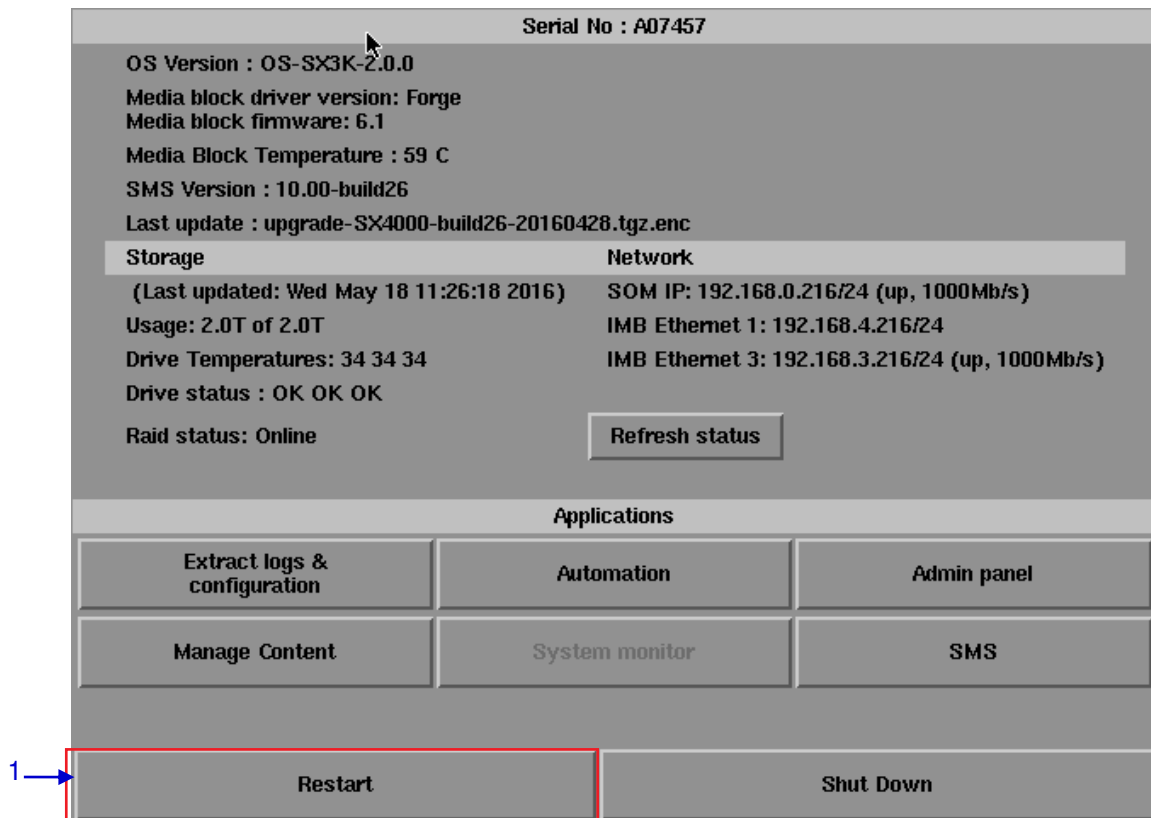 Serial No : A07457
OS Version : OS-SX3K-2.0.0
Media block driver version: Forge
Media block firmware: 6.1
Media Block Temperature : 59 C
SMS Version : 10.00-build26
Last update : upgrade-SX4000-build26-20160428.tgz.enc
Storage
(Last updated: Wed May 18 11:26:18 2016)
Usage: 2.0T of 2.0T
Drive Temperatures: 34 34 34
Drive status : OK OK OK
Raid status: Online
Network
SOM IP: 192.168.0.216/24 (up, 1000Mb/s)
IMB Ethernet 1: 192.168.4.216/24
IMB Ethernet 3: 192.168.3.216/24 (up, 1000Mb/s)
Refresh status
Applications
Extract logs &
configuration
Automation
Admin panel
Manage Content
System monitor
SMS
1
Restart
Shut Down